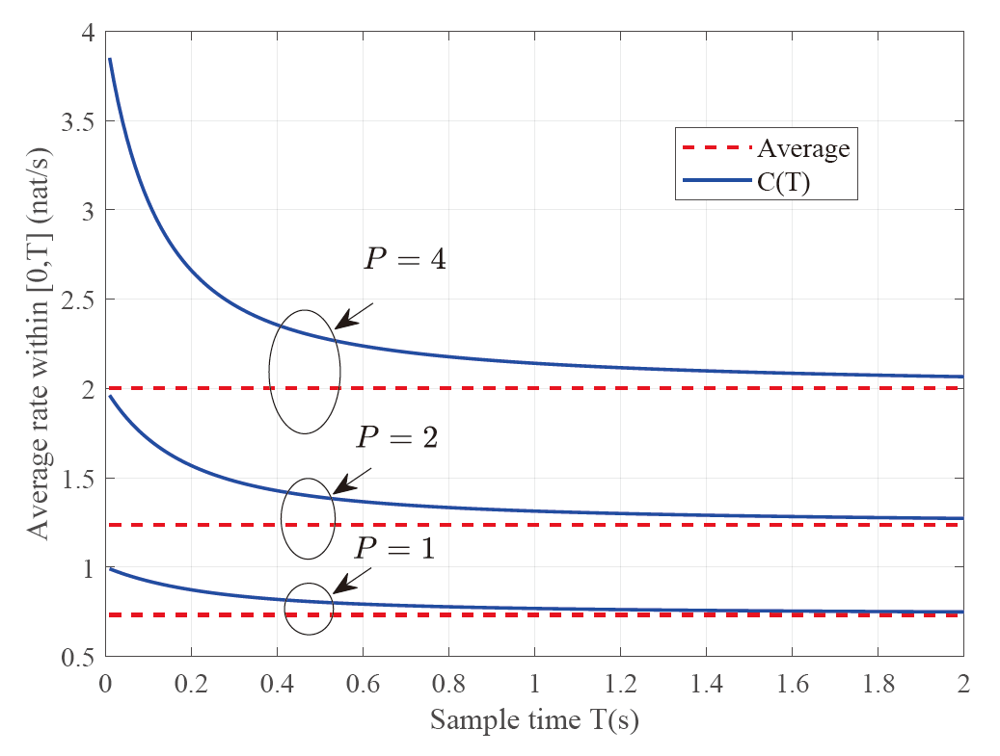 4
3.5
3
2.5
2
1.5
1
0.5
0
0.2
0.4
0.6
0.8
1
1.2
1.4
1.6
1.8
2
Average rate within [0,T] (nat/s)
Sample time T(s)
Average
C(T)
P = 4
P = 2
P = 1